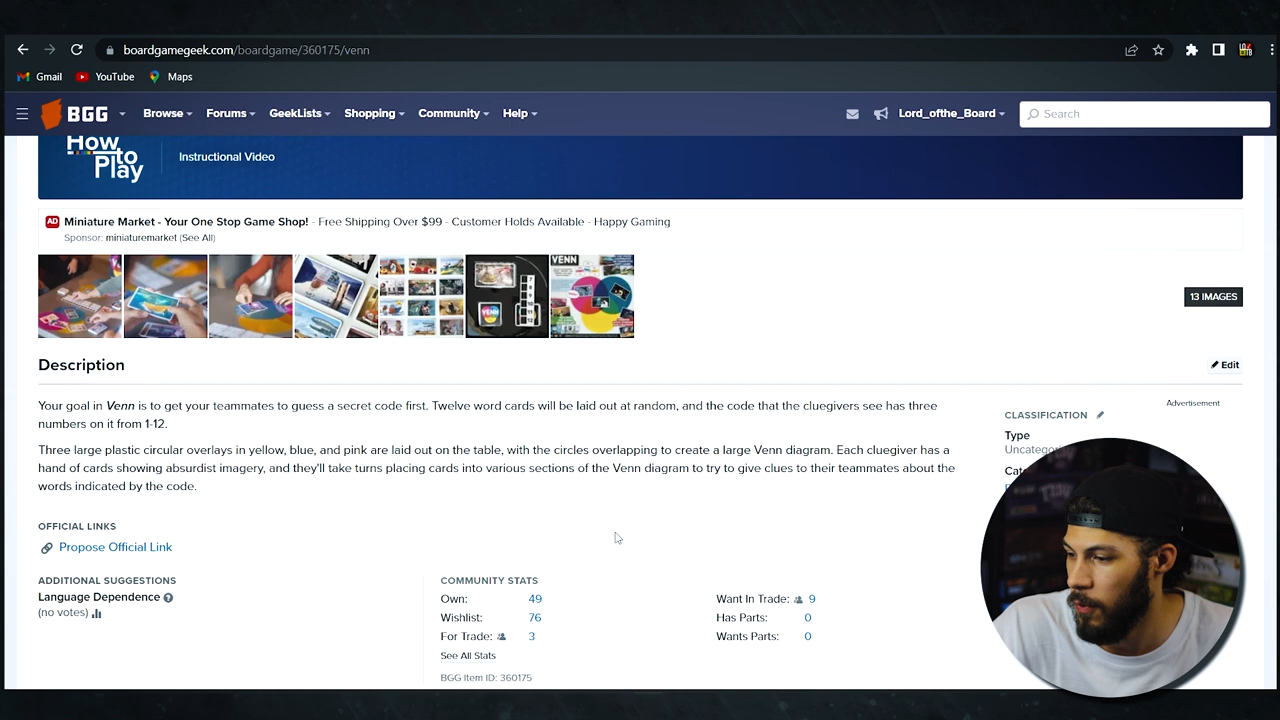 boardgamegeek.com/boardgame/360175/venn
Gmail YouTube Maps
BGG Browse Forums GeekLists Shopping Community Help Lord_ofthe_Board Search
How to Play
Instructional Video
AD Miniature Market - Your One Stop Game Shop! - Free Shipping Over $99 - Customer Holds Available - Happy Gaming
Sponsor: miniaturemarket (See All)
VENN
VENN
13 IMAGES
Description
Edit
Your goal in Venn is to get your teammates to guess a secret code first. Twelve word cards will be laid out at random, and the code that the cluegivers see has three
numbers on it from 1-12.
Three large plastic circular overlays in yellow, blue, and pink are laid out on the table, with the circles overlapping to create a large Venn diagram. Each cluegiver has a
hand of cards showing absurdist imagery, and they'll take turns placing cards into various sections of the Venn diagram to try to give clues to their teammates about the
words indicated by the code.
Advertisement
CLASSIFICATION
Type
OFFICIAL LINKS
Propose Official Link
ADDITIONAL SUGGESTIONS
Language Dependence
(no votes)
COMMUNITY STATS
Own: 49
Wishlist: 76
For Trade: 3
See All Stats
BGG Item ID: 360175
Want In Trade: 9
Has Parts: 0
Wants Parts: 0